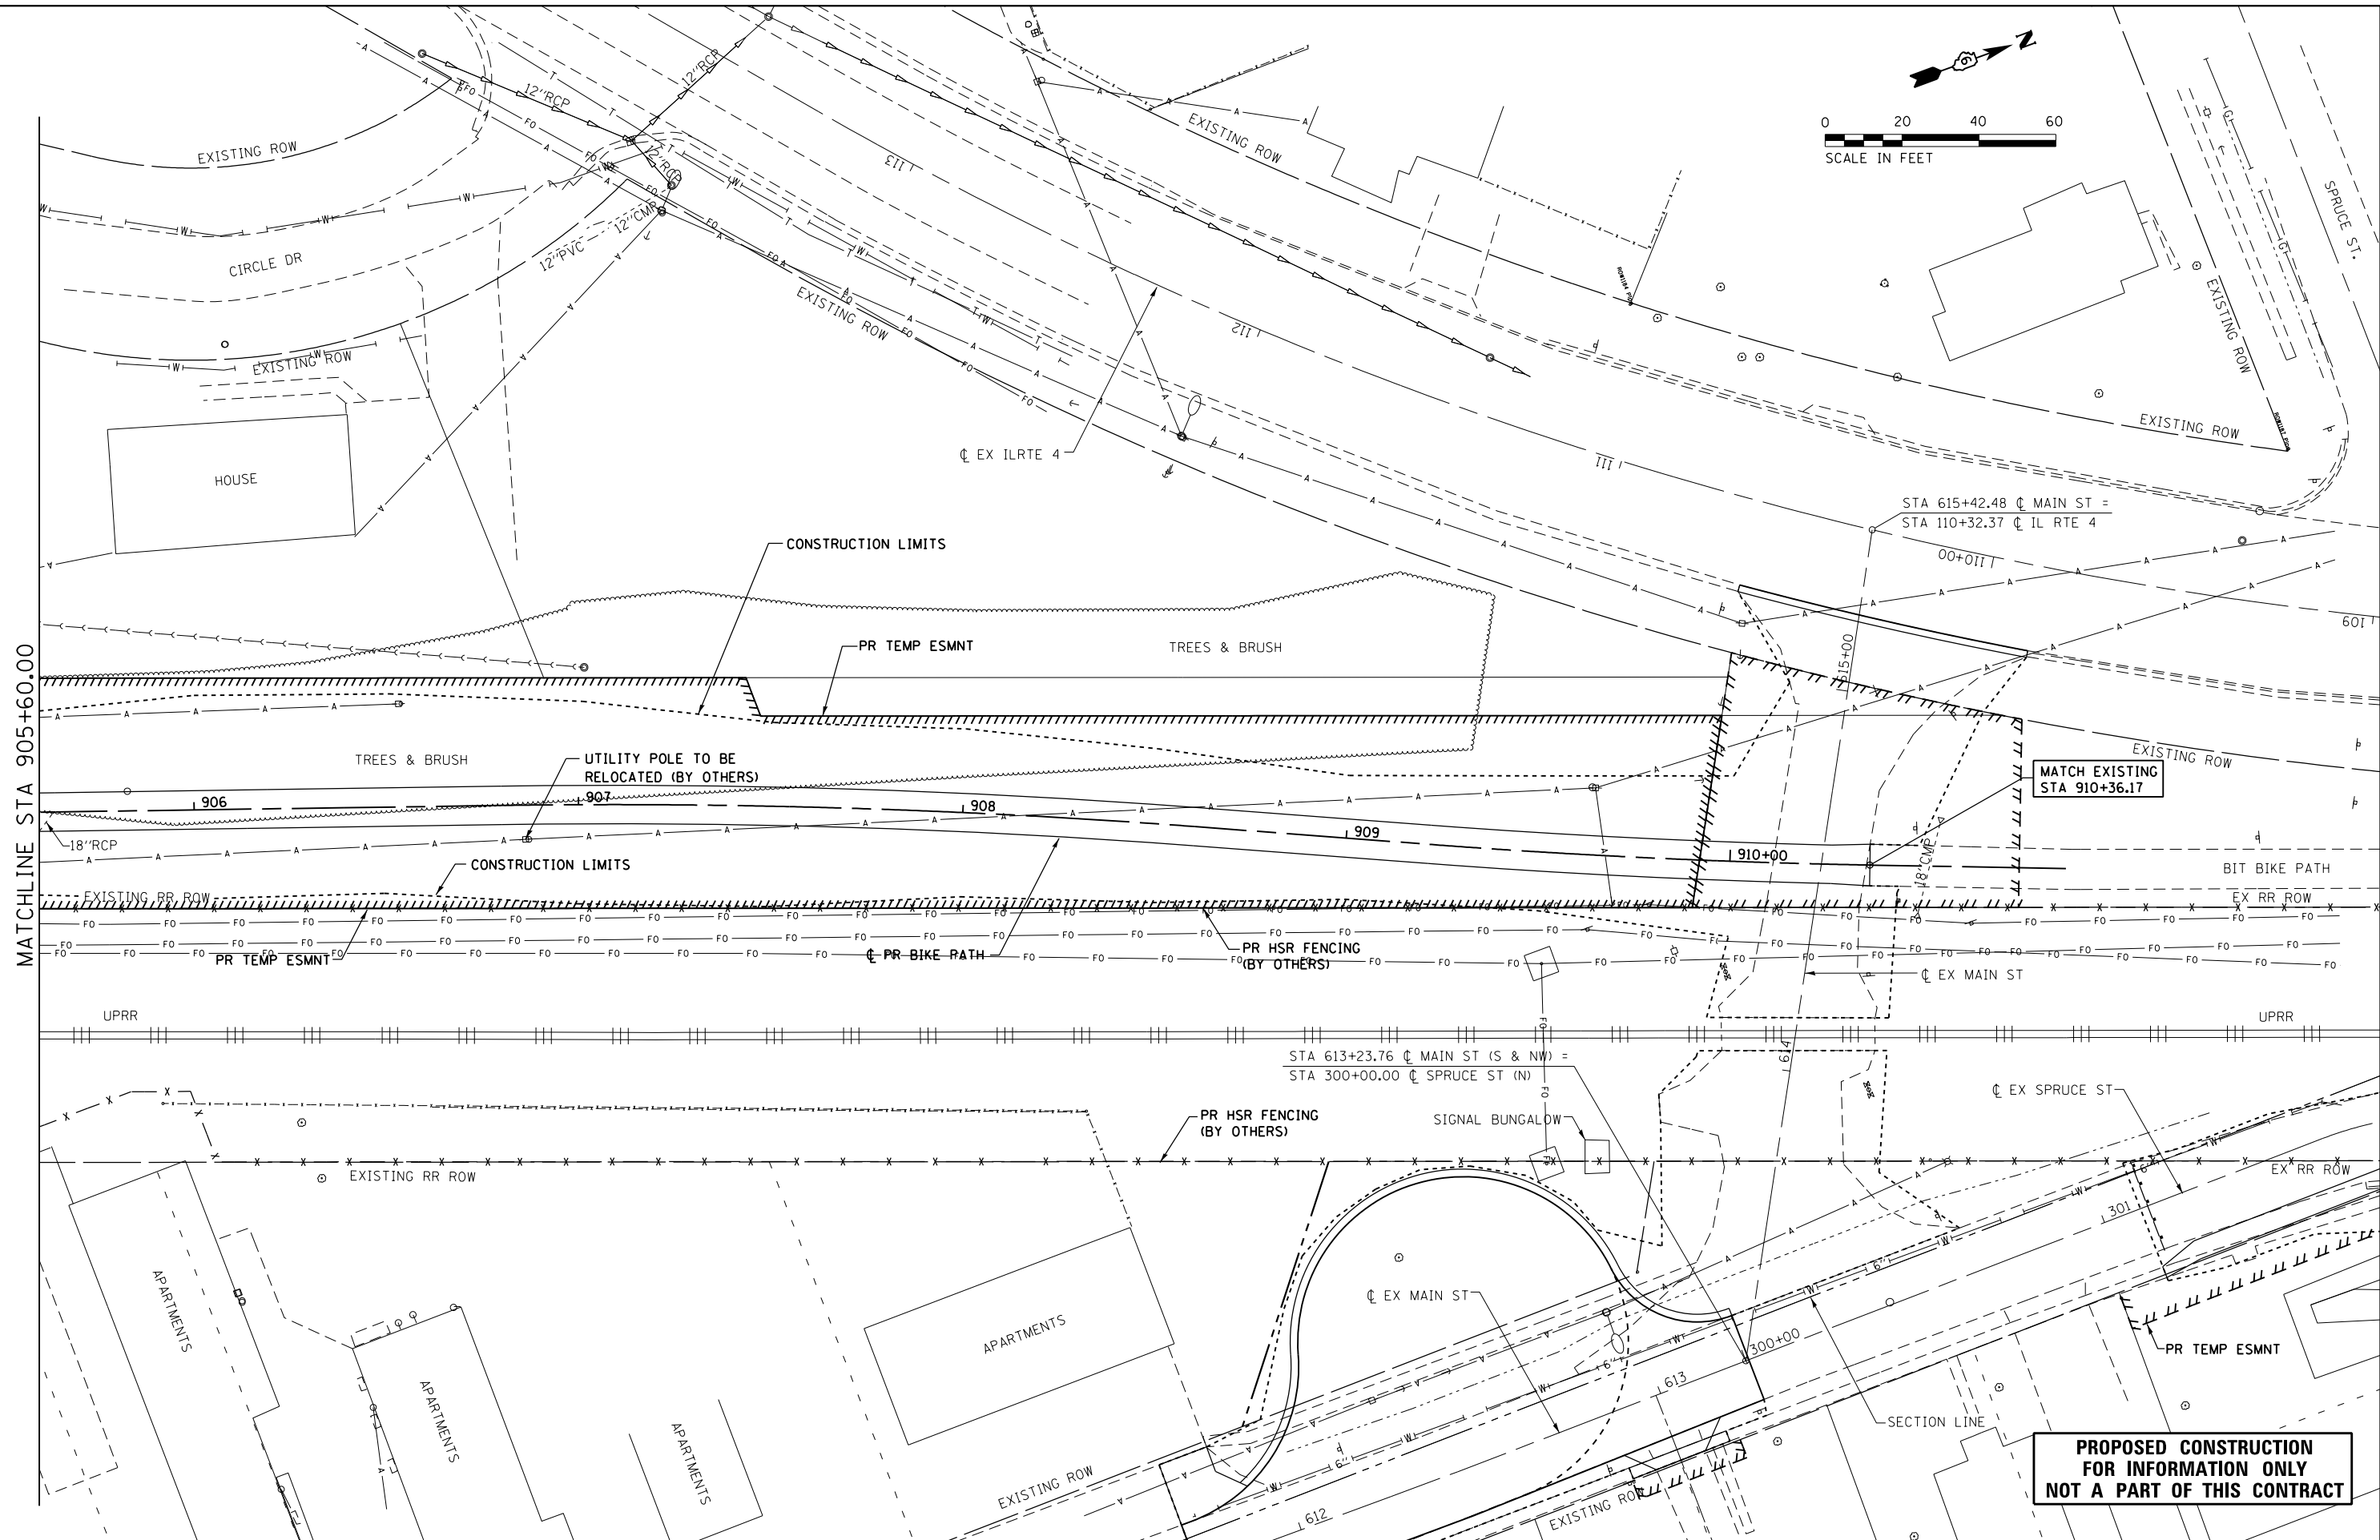 12"RCP
12"RCP
12"RCP
12"CMP
12"PVC
EXISTING ROW
CIRCLE DR
EXISTING ROW
HOUSE
EXISTING ROW
113
112
111
110+00
109
EXISTING ROW
N
0 20 40 60
SCALE IN FEET
SPRUCE ST.
EXISTING ROW
EXISTING ROW
℄ EX ILRTE 4
STA 615+42.48 ℄ MAIN ST =
STA 110+32.37 ℄ IL RTE 4
CONSTRUCTION LIMITS
PR TEMP ESMNT
TREES & BRUSH
615+00
MATCHLINE STA 905+60.00
TREES & BRUSH
UTILITY POLE TO BE
RELOCATED (BY OTHERS)
EXISTING ROW
MATCH EXISTING
STA 910+36.17
906
907
908
909
910+00
18"RCP
18"CMP
CONSTRUCTION LIMITS
BIT BIKE PATH
EXISTING RR ROW
EX RR ROW
PR TEMP ESMNT
℄ PR BIKE PATH
PR HSR FENCING
(BY OTHERS)
℄ EX MAIN ST
UPRR
UPRR
614
STA 613+23.76 ℄ MAIN ST (S & NW) =
STA 300+00.00 ℄ SPRUCE ST (N)
℄ EX SPRUCE ST
PR HSR FENCING
(BY OTHERS)
SIGNAL BUNGALOW
EXISTING RR ROW
EX RR ROW
6"
301
6"
APARTMENTS
APARTMENTS
APARTMENTS
APARTMENTS
℄ EX MAIN ST
300+00
6"
613
PR TEMP ESMNT
SECTION LINE
6"
EXISTING ROW
612
EXISTING ROW
PROPOSED CONSTRUCTION
FOR INFORMATION ONLY
NOT A PART OF THIS CONTRACT